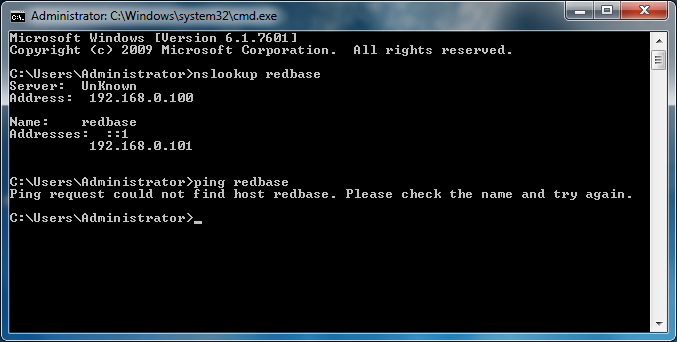 Administrator: C:\Windows\system32\cmd.exe
Microsoft Windows [Version 6.1.7601]
Copyright (c) 2009 Microsoft Corporation.  All rights reserved.
C:\Users\Administrator>nslookup redbase
Server:  UnKnown
Address:  192.168.0.100
Name:    redbase
Addresses:  ::1
          192.168.0.101
C:\Users\Administrator>ping redbase
Ping request could not find host redbase. Please check the name and try again.
C:\Users\Administrator>_